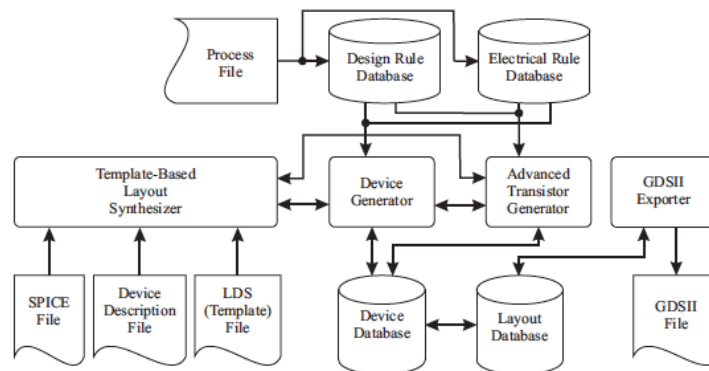 Process
File
Design Rule
Database
Electrical Rule
Database
Template-Based
Layout
Synthesizer
Device
Generator
Advanced
Transistor
Generator
GDSII
Exporter
SPICE
File
Device
Description
File
LDS
(Template)
File
Device
Database
Layout
Database
GDSII
File